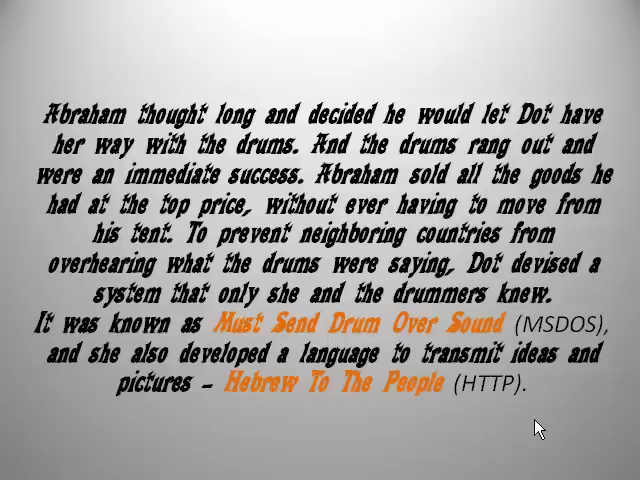 Abraham thought long and decided he would let Dot have
her way with the drums. And the drums rang out and
were an immediate success. Abraham sold all the goods he
had at the top price, without ever having to move from
his tent. To prevent neighboring countries from
overhearing what the drums were saying, Dot devised a
system that only she and the drummers knew.
It was known as Must Send Drum Over Sound (MSDOS),
and she also developed a language to transmit ideas and
pictures – Hebrew To The People (HTTP).